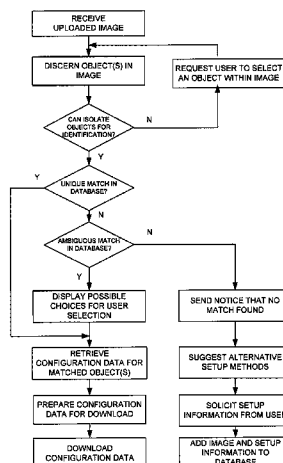 RECEIVE
UPLOADED IMAGE
DISCERN OBJECT(S) IN
IMAGE
REQUEST USER TO SELECT
AN OBJECT WITHIN IMAGE
CAN ISOLATE
OBJECTS FOR
IDENTIFICATION?
N
Y
Y
UNIQUE MATCH IN
DATABASE?
N
AMBIGUOUS MATCH
IN DATABASE?
N
Y
DISPLAY POSSIBLE
CHOICES FOR USER
SELECTION
SEND NOTICE THAT NO
MATCH FOUND
RETRIEVE
CONFIGURATION DATA FOR
MATCHED OBJECT(S)
SUGGEST ALTERNATIVE
SETUP METHODS
PREPARE CONFIGURATION
DATA FOR DOWNLOAD
SOLICIT SETUP
INFORMATION FROM USER
DOWNLOAD
CONFIGURATION DATA
ADD IMAGE AND SETUP
INFORMATION TO
DATABASE